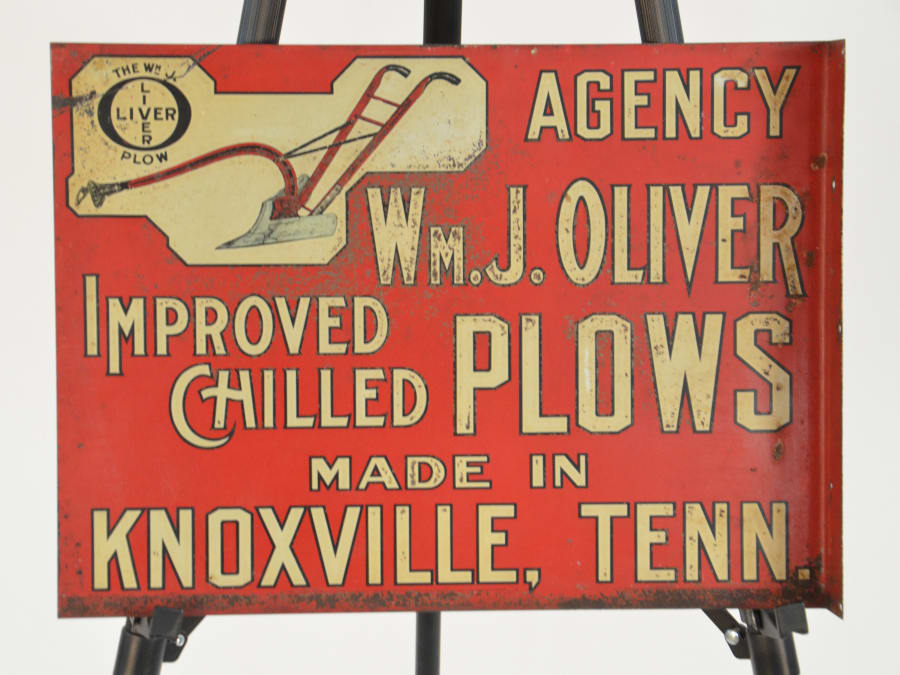 THE WM J.
OLIVER
LIVER
PLOW
AGENCY
WM. J. OLIVER
IMPROVED
CHILLED PLOWS
MADE IN
KNOXVILLE, TENN.